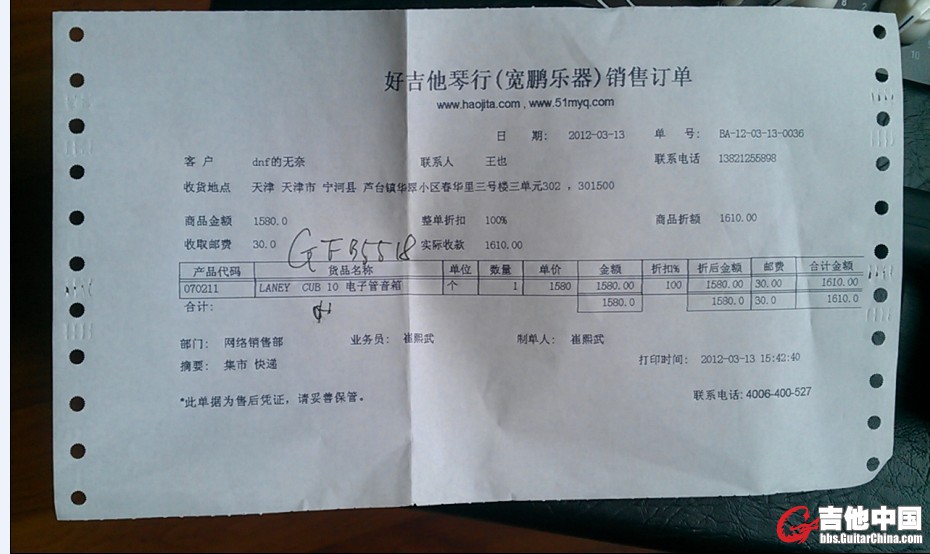 好吉他琴行(宽鹏乐器)销售订单
www.haojita.com , www.51myq.com
日 期: 2012-03-13 单 号: BA-12-03-13-0036
客 户 dnf的无奈 联系人 王也 联系电话 13821255898
收货地点 天津 天津市 宁河县 芦台镇华翠小区春华里三号楼三单元302 , 301500
商品金额 1580.0 整单折扣 100% 商品折额 1610.00
收取邮费 30.0 GFB5518 实际收款 1610.00
产品代码 货品名称 单位 数量 单价 金额 折扣% 折后金额 邮费 合计金额
070211 LANEY CUB 10 电子管音箱 个 1 1580 1580.00 100 1580.00 30.00 1610.00
合计: 1580.0 1580.0 30.0 1610.0
部门: 网络销售部 业务员: 崔熙武 制单人: 崔熙武
摘要: 集市 快递 打印时间: 2012-03-13 15:42:40
*此单据为售后凭证，请妥善保管。 联系电话: 4006-400-527
吉他中国
bbs.GuitarChina.com